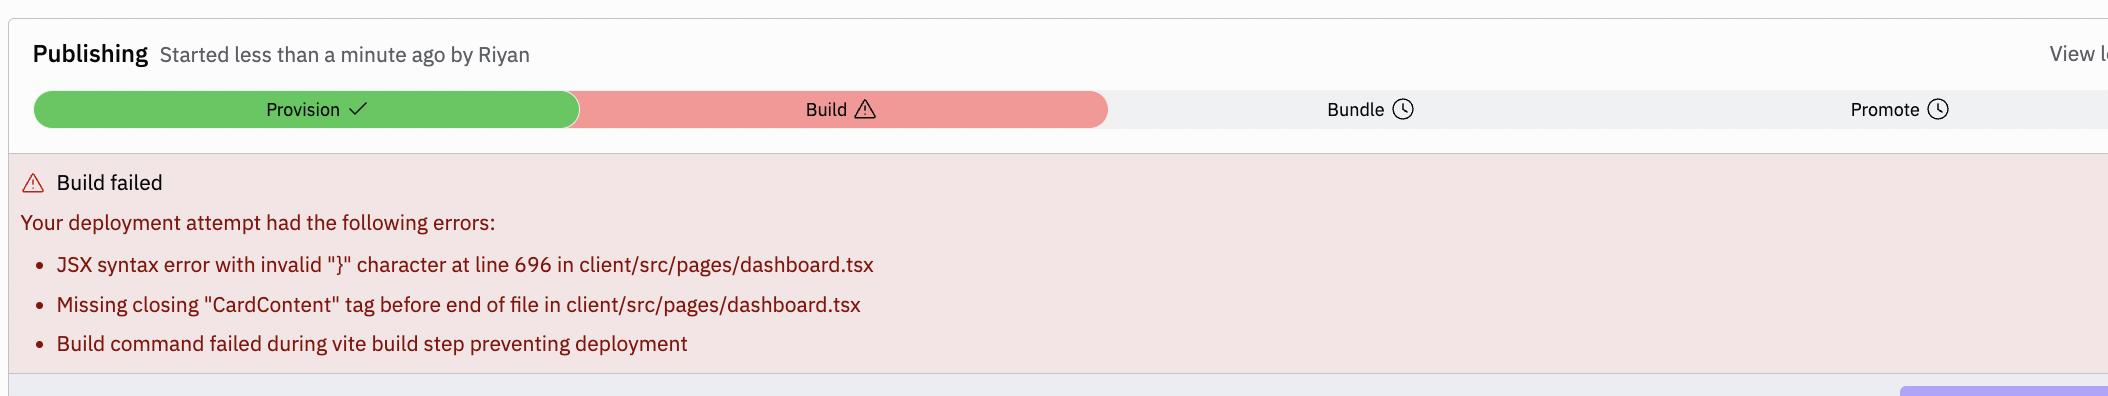 Publishing Started less than a minute ago by Riyan
View
Provision
Build
Bundle
Promote
Build failed
Your deployment attempt had the following errors:
• JSX syntax error with invalid "}" character at line 696 in client/src/pages/dashboard.tsx
• Missing closing "CardContent" tag before end of file in client/src/pages/dashboard.tsx
• Build command failed during vite build step preventing deployment